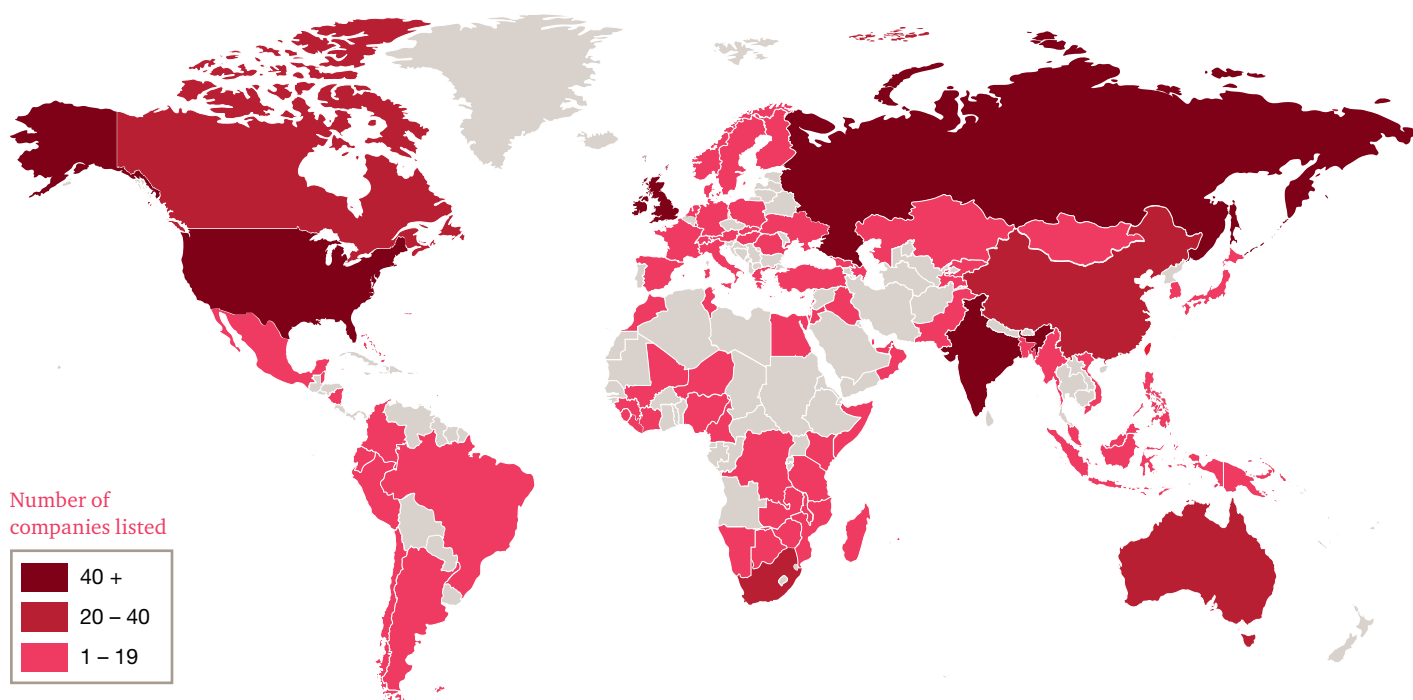 Number of
companies listed
40 +
20 – 40
1 – 19